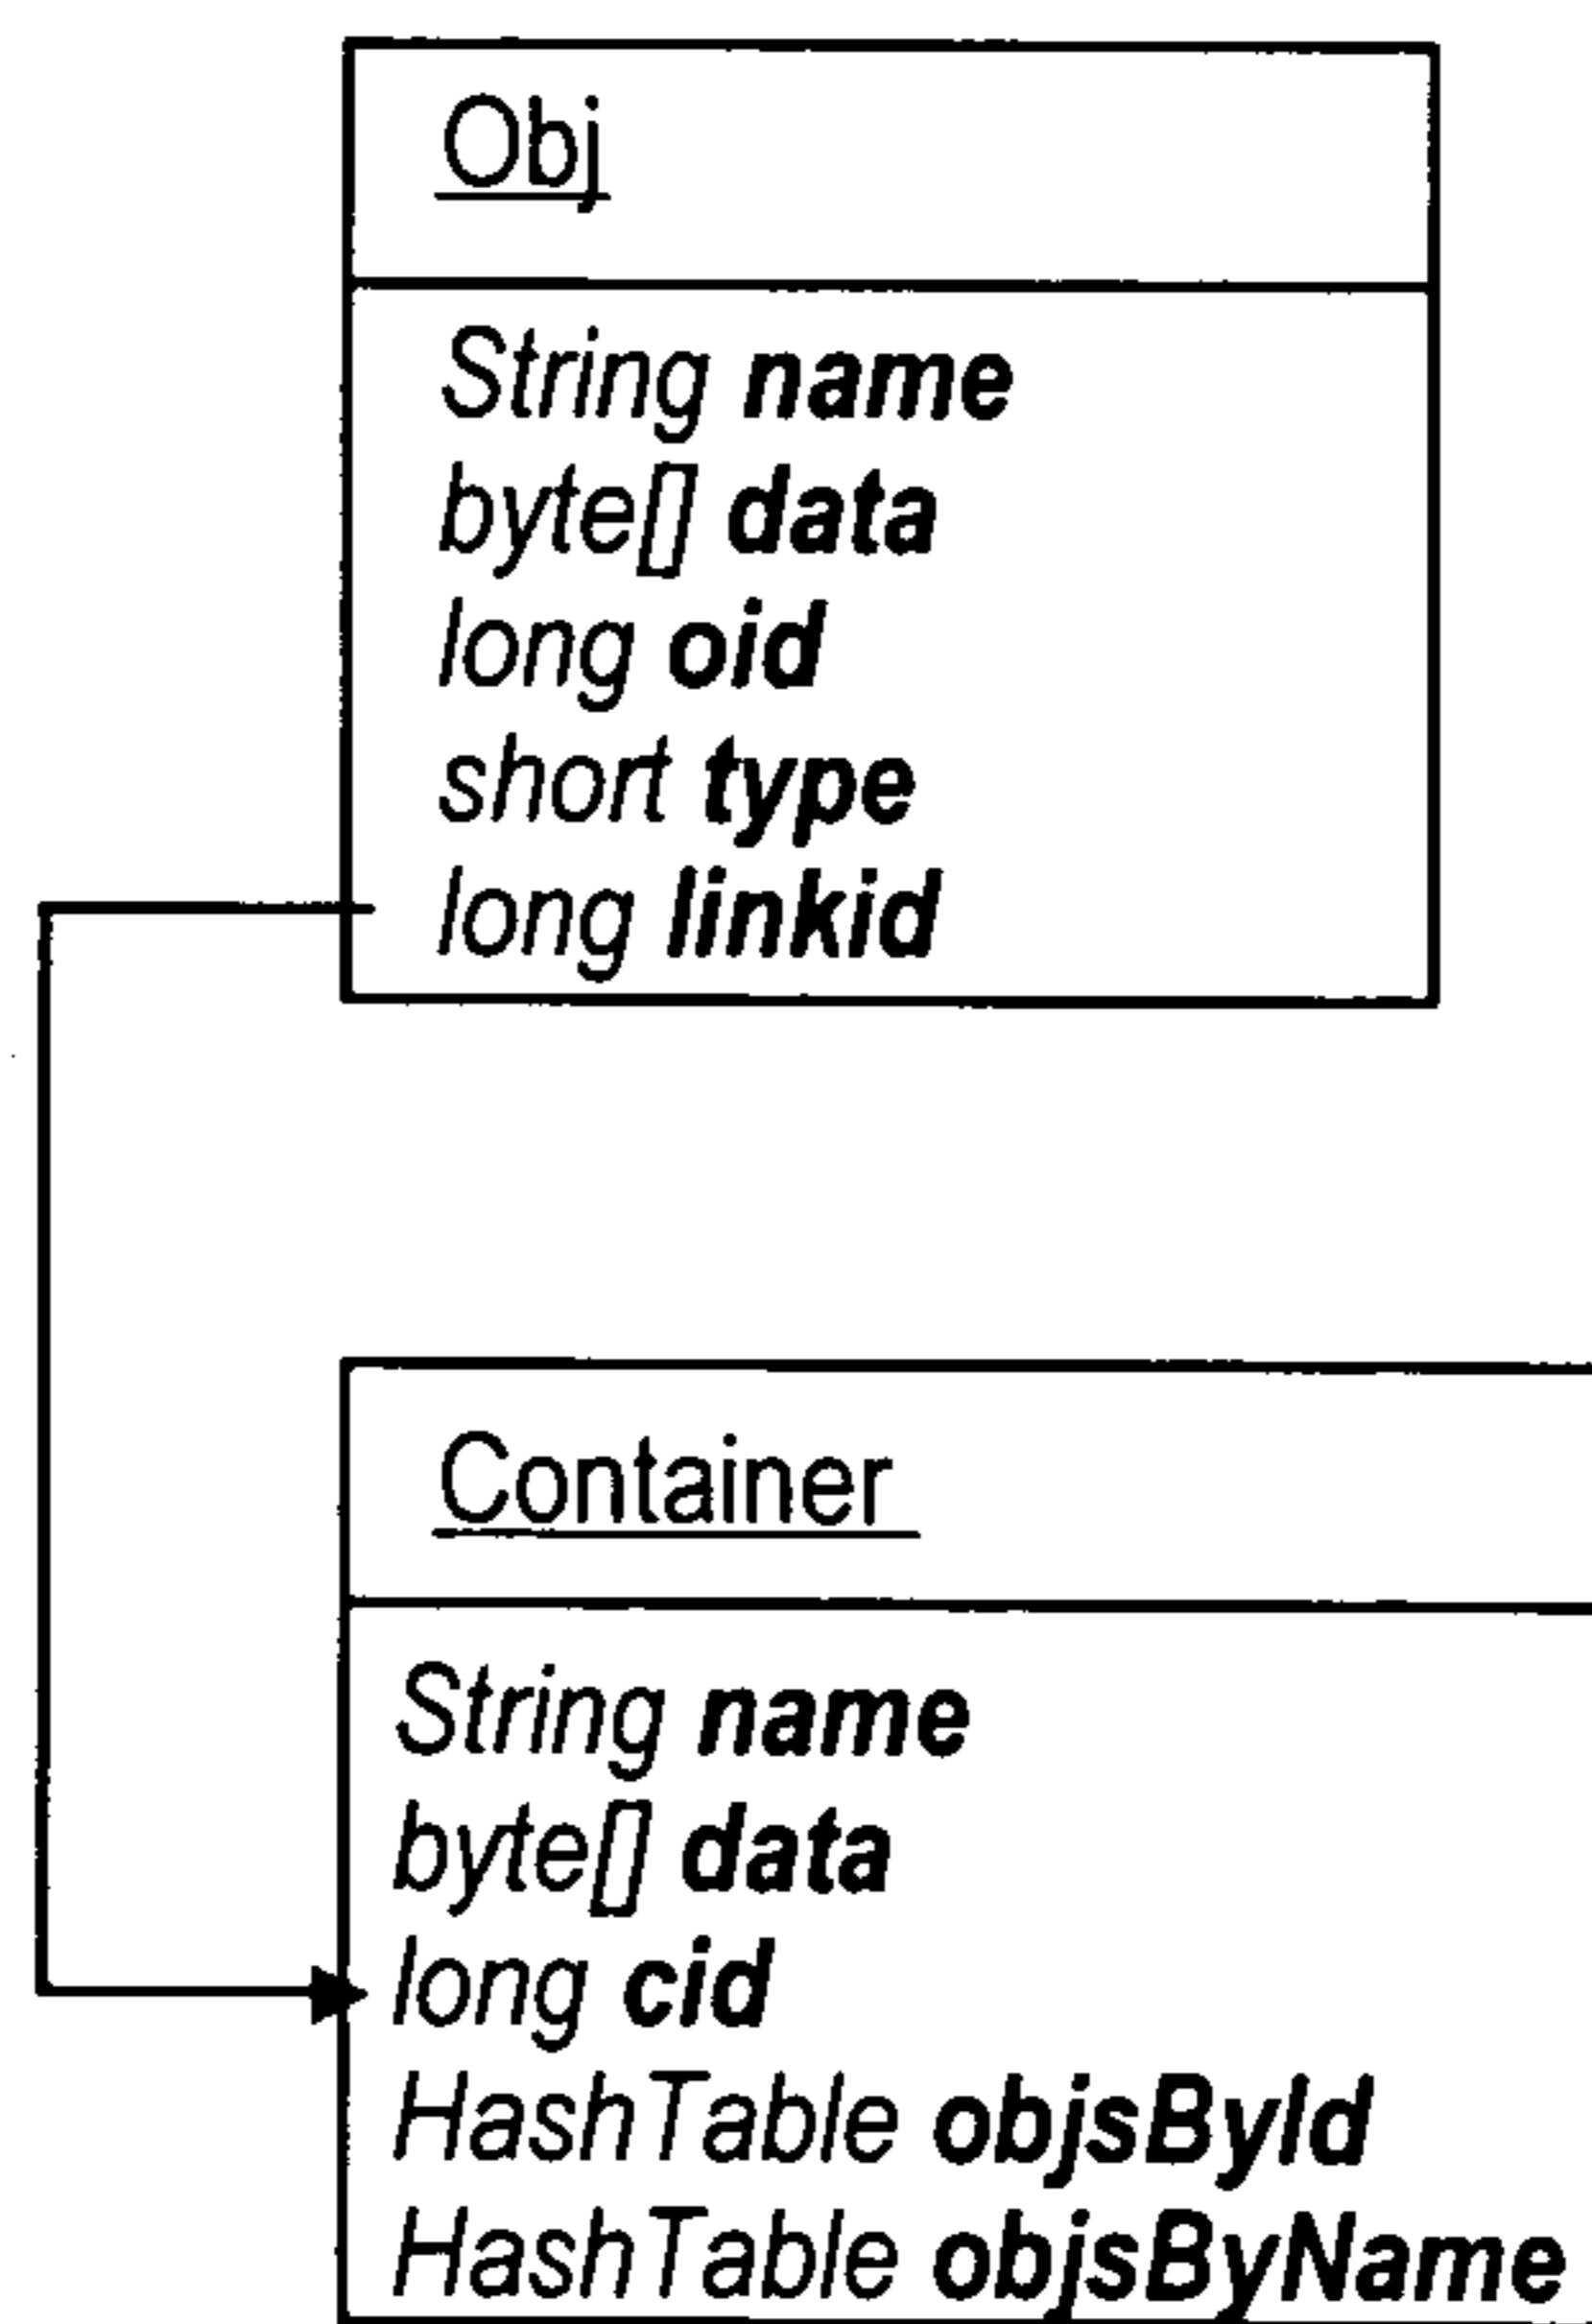 Obj
String name
byte[] data
long oid
short type
long linkid
Container
String name
byte[] data
long cid
HashTable objsById
HashTable objsByName